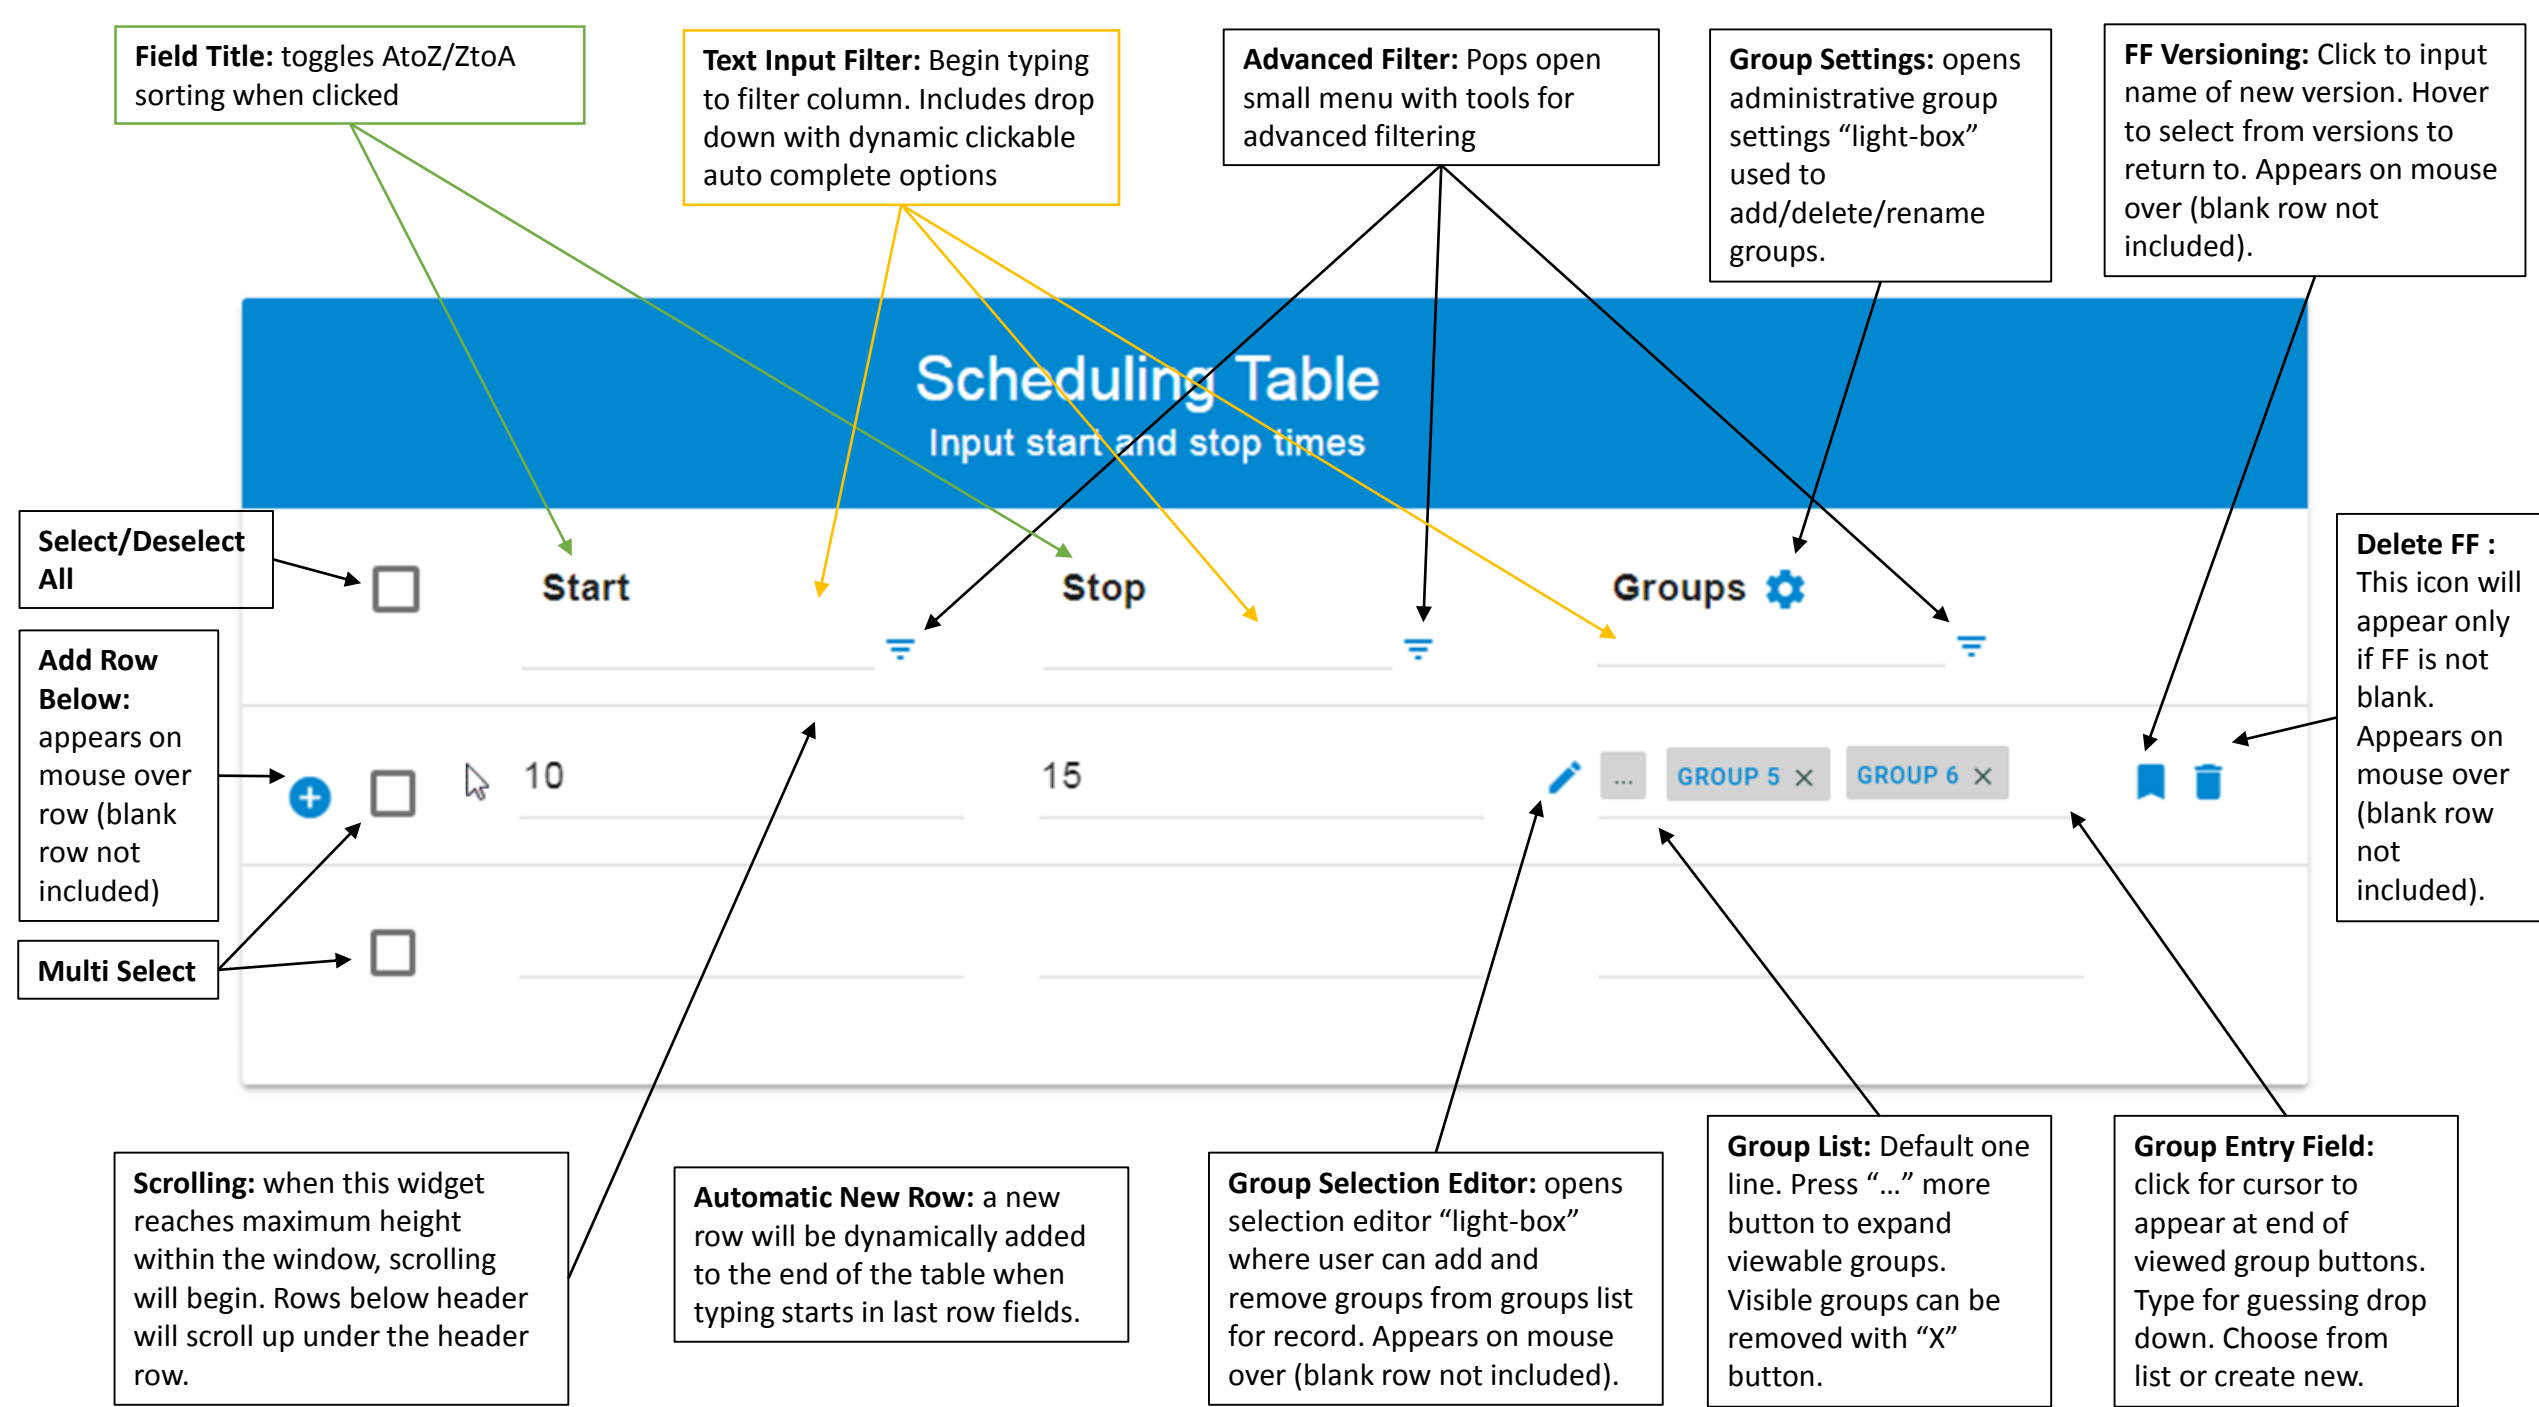 Field Title: toggles AtoZ/ZtoA
sorting when clicked
Text Input Filter: Begin typing
to filter column. Includes drop
down with dynamic clickable
auto complete options
Advanced Filter: Pops open
small menu with tools for
advanced filtering
Group Settings: opens
administrative group
settings “light-box”
used to
add/delete/rename
groups.
FF Versioning: Click to input
name of new version. Hover
to select from versions to
return to. Appears on mouse
over (blank row not
included).
Scheduling Table
Input start and stop times
Select/Deselect
All
Start
Stop
Groups
Add Row
Below:
appears on
mouse over
row (blank
row not
included)
Multi Select
10
15
...
GROUP 5 ×
GROUP 6 ×
Delete FF :
This icon will
appear only
if FF is not
blank.
Appears on
mouse over
(blank row
not
included).
Scrolling: when this widget
reaches maximum height
within the window, scrolling
will begin. Rows below header
will scroll up under the header
row.
Automatic New Row: a new
row will be dynamically added
to the end of the table when
typing starts in last row fields.
Group Selection Editor: opens
selection editor “light-box”
where user can add and
remove groups from groups list
for record. Appears on mouse
over (blank row not included).
Group List: Default one
line. Press “…” more
button to expand
viewable groups.
Visible groups can be
removed with “X”
button.
Group Entry Field:
click for cursor to
appear at end of
viewed group buttons.
Type for guessing drop
down. Choose from
list or create new.